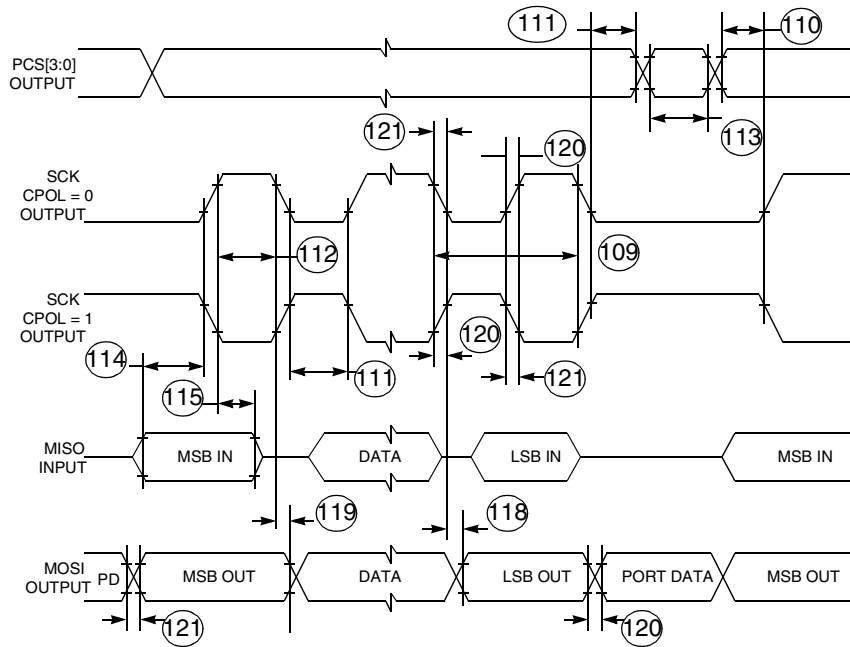 111
110
PCS[3:0]
OUTPUT
121
120
113
SCK
CPOL = 0
OUTPUT
112
109
SCK
CPOL = 1
OUTPUT
120
114
111
121
115
MISO
INPUT
MSB IN
DATA
LSB IN
MSB IN
119
118
MOSI
OUTPUT
PD
MSB OUT
DATA
LSB OUT
PORT DATA
MSB OUT
121
120